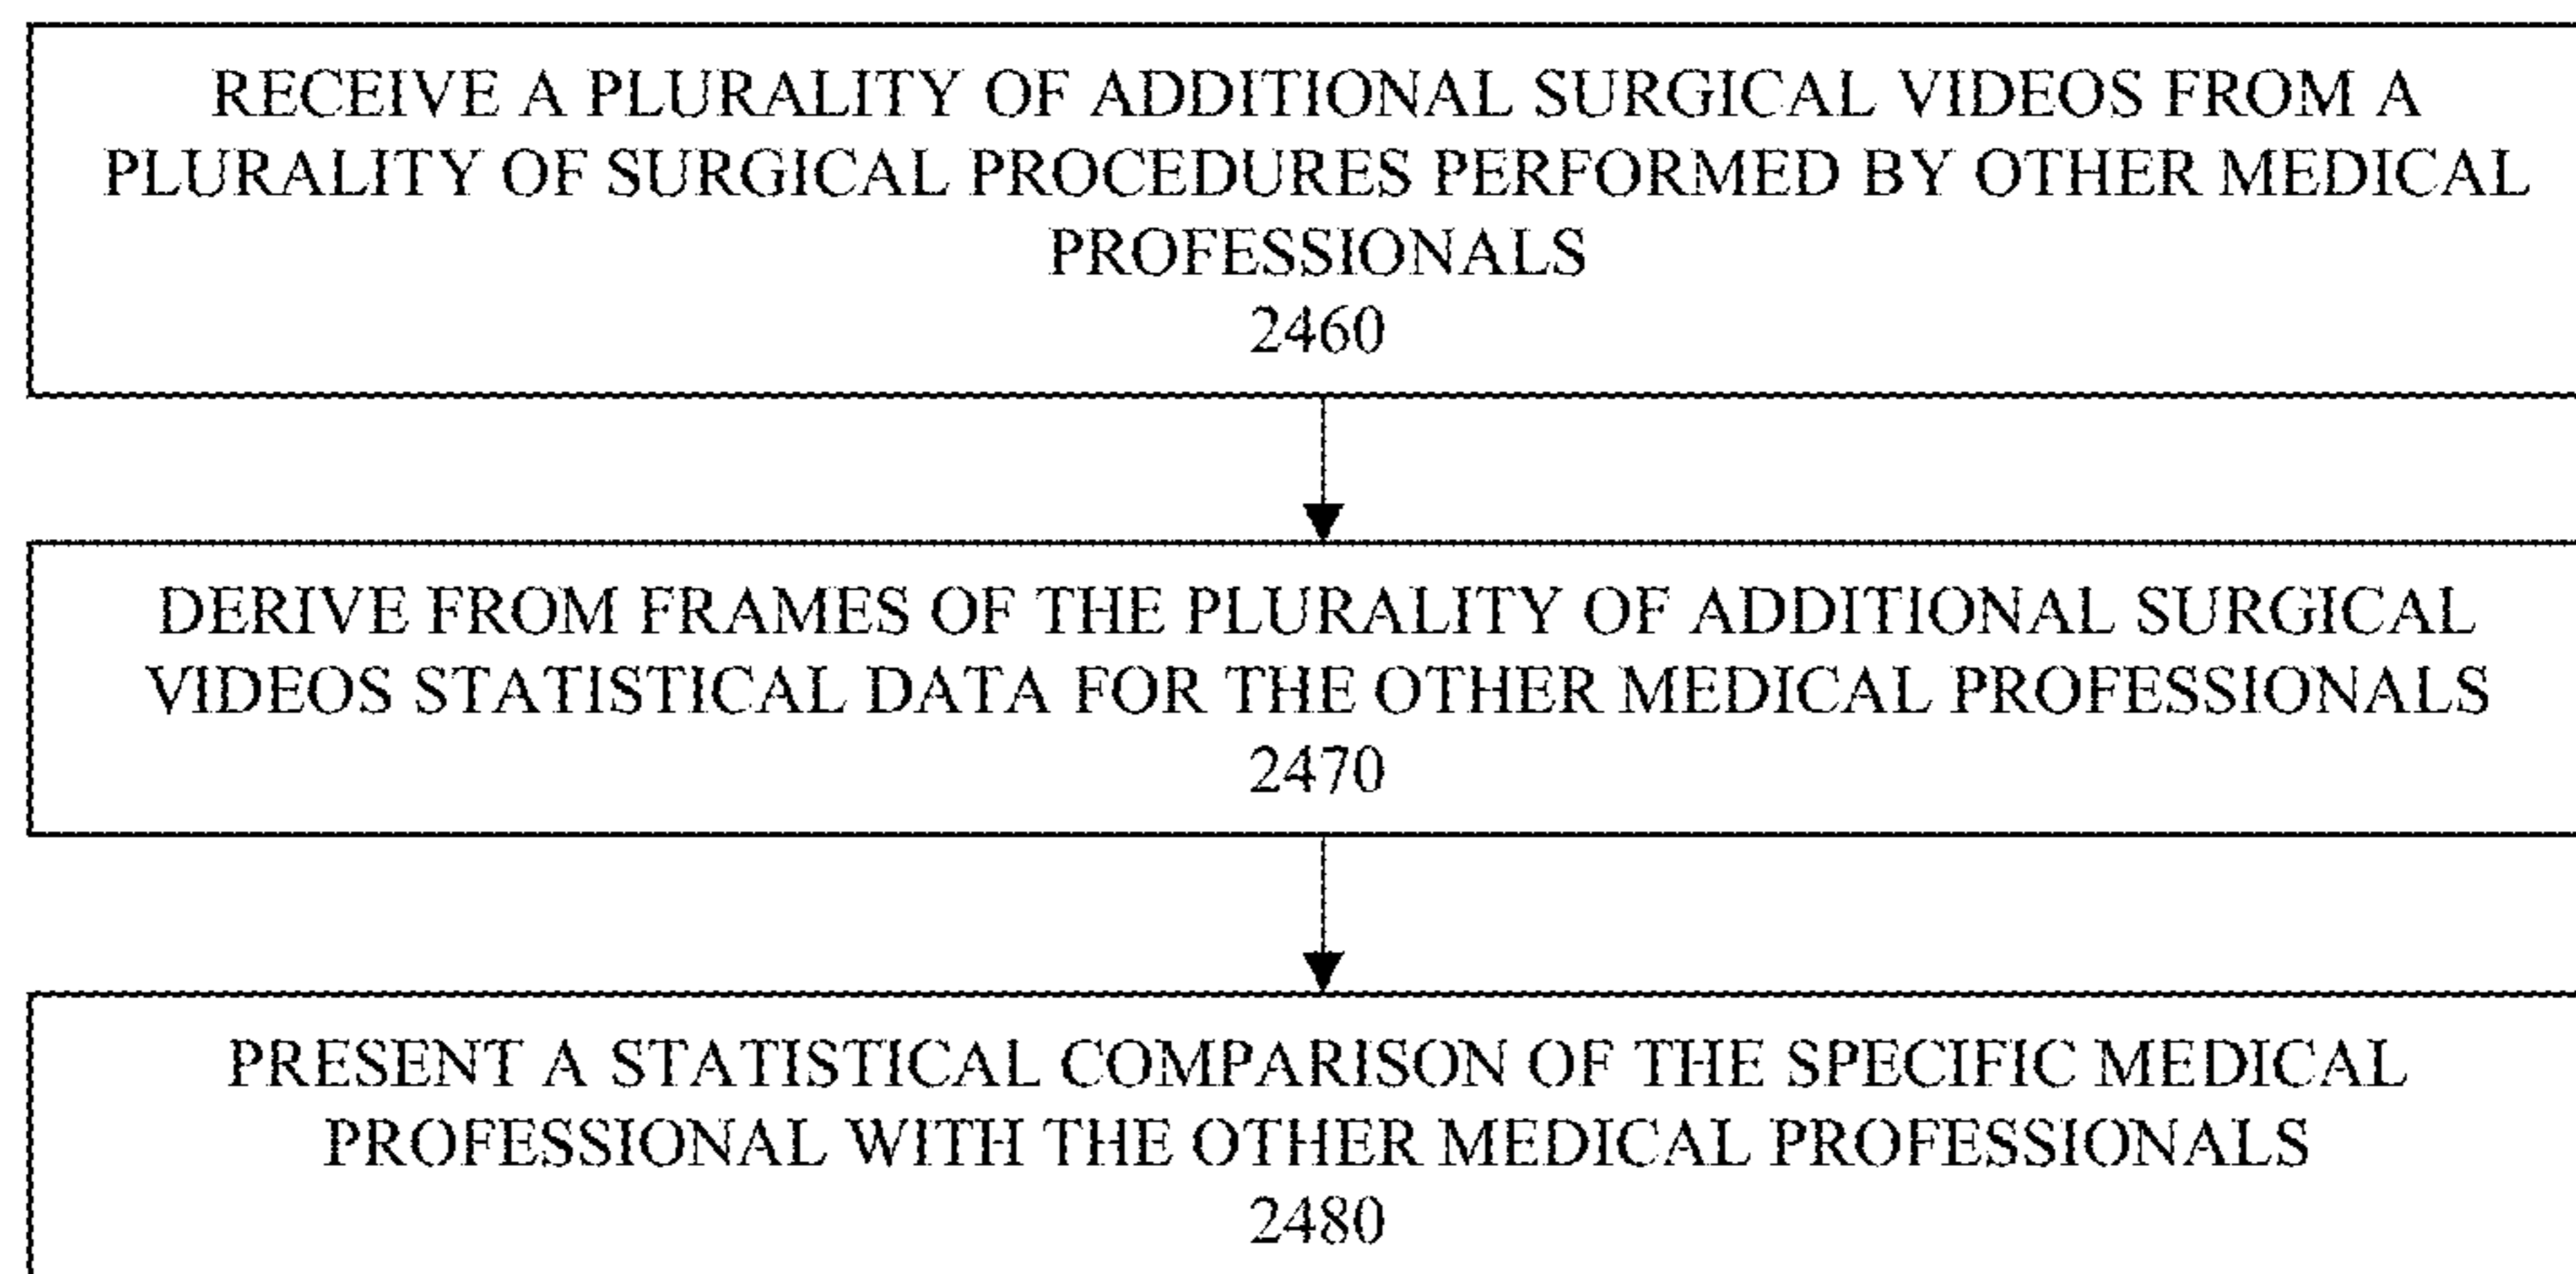 RECEIVE A PLURALITY OF ADDITIONAL SURGICAL VIDEOS FROM A
PLURALITY OF SURGICAL PROCEDURES PERFORMED BY OTHER MEDICAL
PROFESSIONALS
2460
DERIVE FROM FRAMES OF THE PLURALITY OF ADDITIONAL SURGICAL
VIDEOS STATISTICAL DATA FOR THE OTHER MEDICAL PROFESSIONALS
2470
PRESENT A STATISTICAL COMPARISON OF THE SPECIFIC MEDICAL
PROFESSIONAL WITH THE OTHER MEDICAL PROFESSIONALS
2480